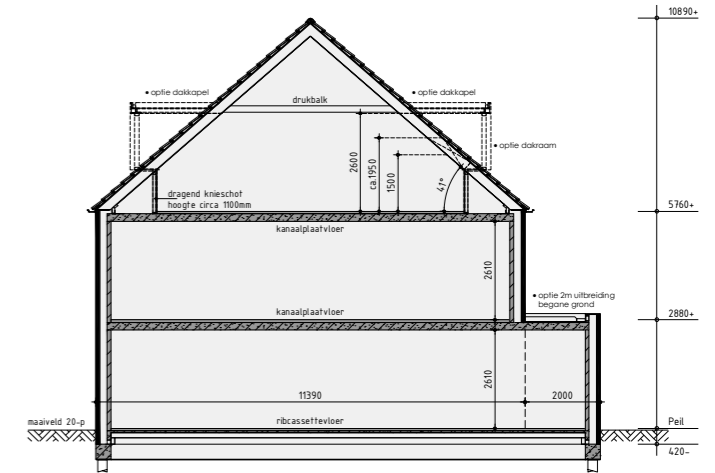 10890+
• optie dakkapel
• optie dakkapel
drukbalk
• optie dakraam
2600
ca.1950
1500
41°
dragend knieschot
hoogte circa 1100mm
5760+
kanaalplaatvloer
2610
• optie 2m uitbreiding
begane grond
kanaalplaatvloer
2880+
2610
11390
2000
maaiveld 20-p
ribcassettevloer
Peil
420-